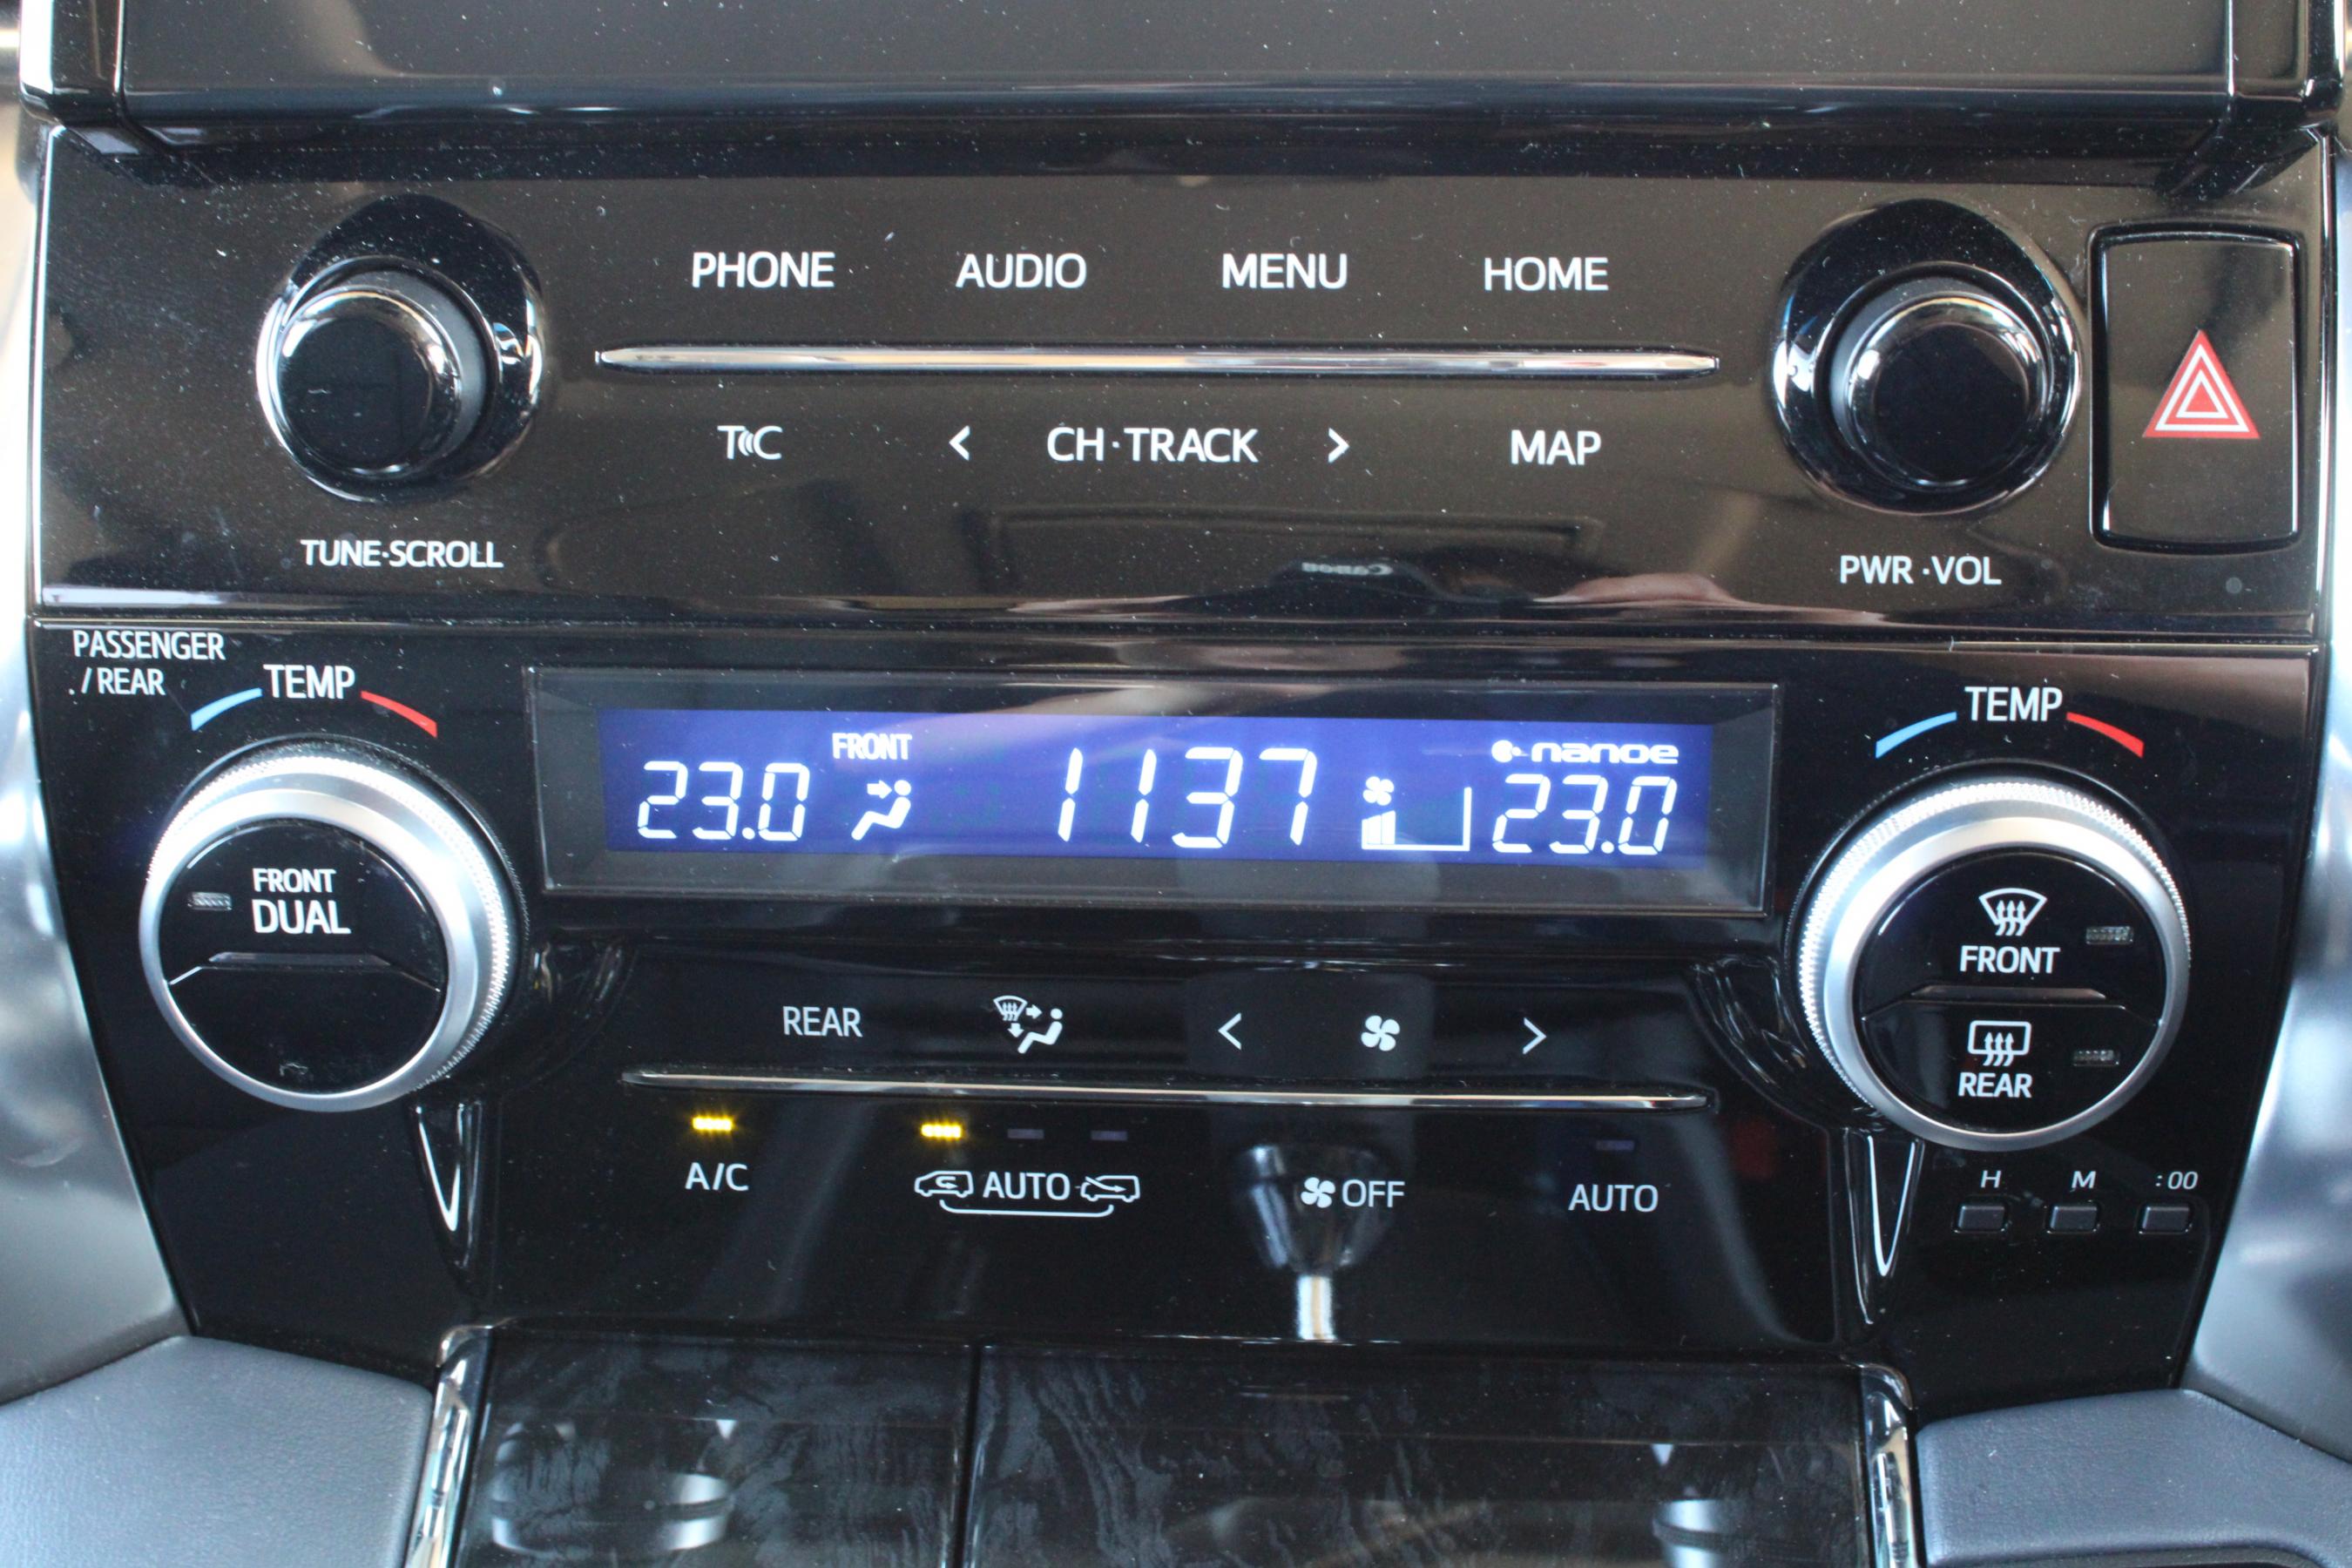 PHONE AUDIO MENU HOME
T C < CH·TRACK > MAP
TUNE·SCROLL
PWR·VOL
PASSENGER
/REAR
TEMP
TEMP
FRONT
nanoe
23.0 1137 23.0
FRONT
DUAL
FRONT
REAR
REAR < >
A/C AUTO OFF AUTO
H M :00
Canon